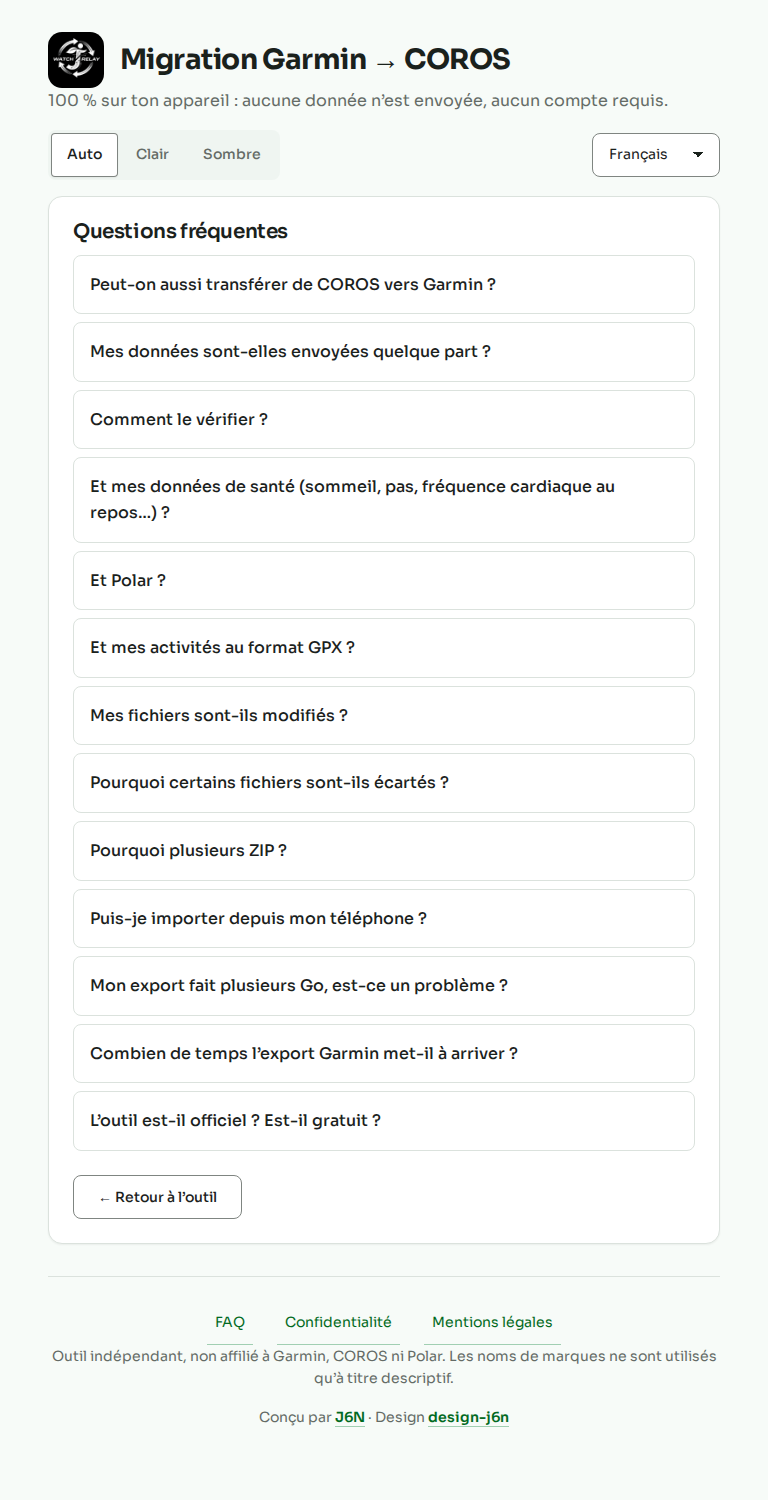 WATCH RELAY
Migration Garmin → COROS
100 % sur ton appareil : aucune donnée n’est envoyée, aucun compte requis.
Auto Clair Sombre Français
Questions fréquentes
Peut-on aussi transférer de COROS vers Garmin ?
Mes données sont-elles envoyées quelque part ?
Comment le vérifier ?
Et mes données de santé (sommeil, pas, fréquence cardiaque au
repos…) ?
Et Polar ?
Et mes activités au format GPX ?
Mes fichiers sont-ils modifiés ?
Pourquoi certains fichiers sont-ils écartés ?
Pourquoi plusieurs ZIP ?
Puis-je importer depuis mon téléphone ?
Mon export fait plusieurs Go, est-ce un problème ?
Combien de temps l’export Garmin met-il à arriver ?
L’outil est-il officiel ? Est-il gratuit ?
← Retour à l’outil
FAQ Confidentialité Mentions légales
Outil indépendant, non affilié à Garmin, COROS ni Polar. Les noms de marques ne sont utilisés
qu’à titre descriptif.
Conçu par J6N · Design design-j6n